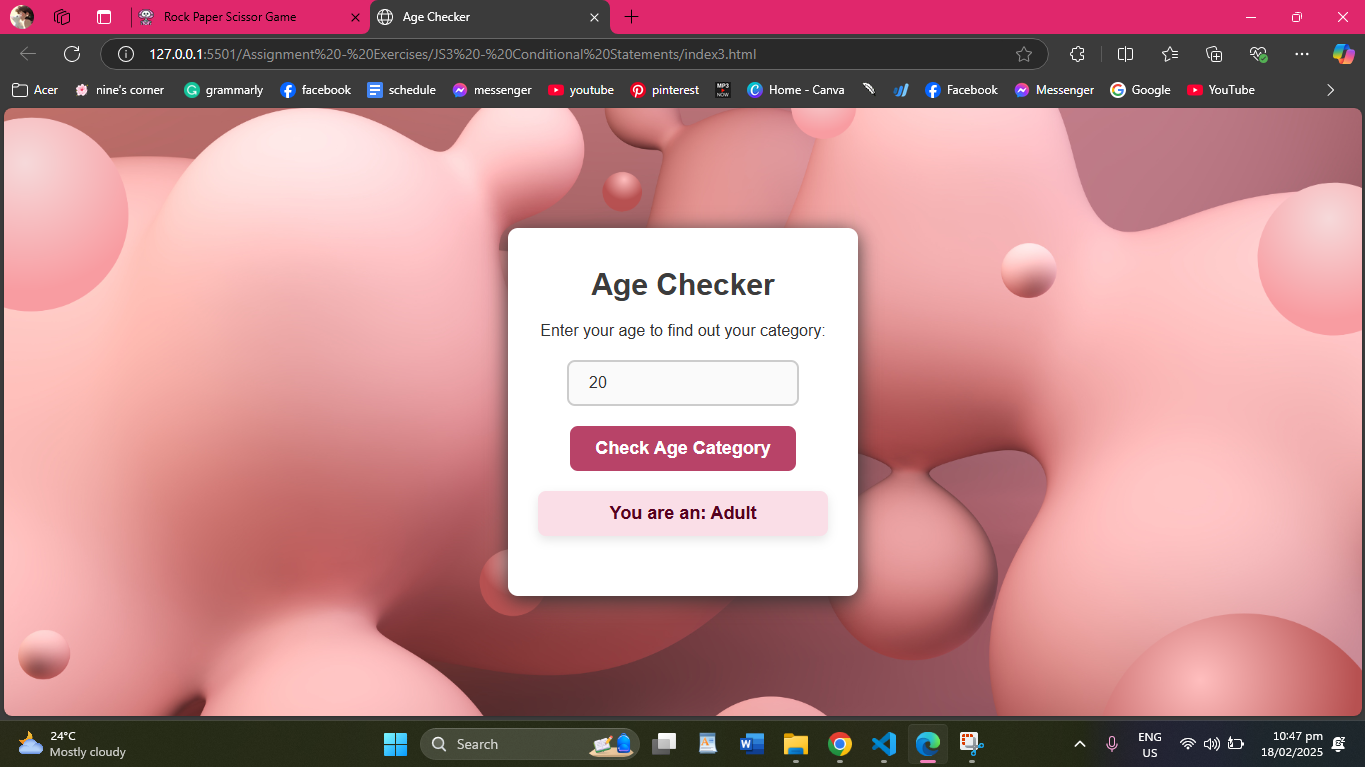 Rock Paper Scissor Game
Age Checker
127.0.0.1:5501/Assignment%20-%20Exercises/JS3%20-%20Conditional%20Statements/index3.html
Acer
nine's corner
grammarly
facebook
schedule
messenger
youtube
pinterest
MP3
NOW
Home - Canva
Facebook
Messenger
Google
YouTube
Age Checker
Enter your age to find out your category:
20
Check Age Category
You are an: Adult
24°C
Mostly cloudy
Search
ENG
US
10:47 pm
18/02/2025